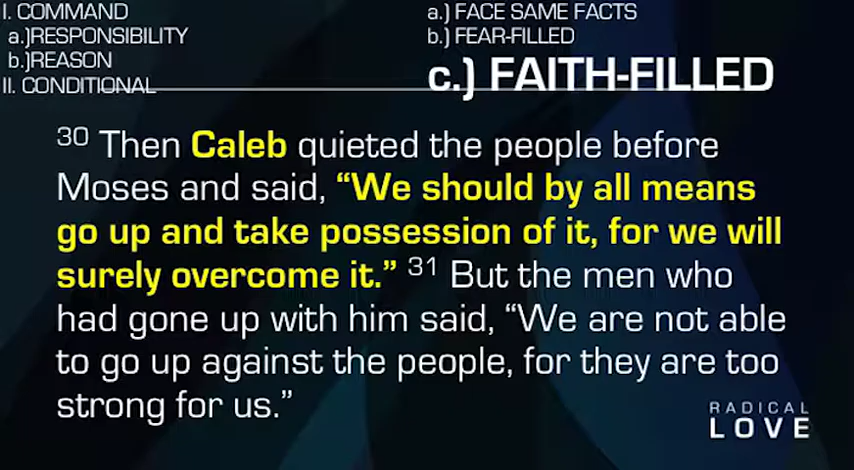 I. COMMAND
a.)RESPONSIBILITY
b.)REASON
II. CONDITIONAL
a.) FACE SAME FACTS
b.) FEAR-FILLED
c.) FAITH-FILLED
30 Then Caleb quieted the people before
Moses and said, “We should by all means
go up and take possession of it, for we will
surely overcome it.” 31 But the men who
had gone up with him said, “We are not able
to go up against the people, for they are too
strong for us.”
RADICAL
LOVE